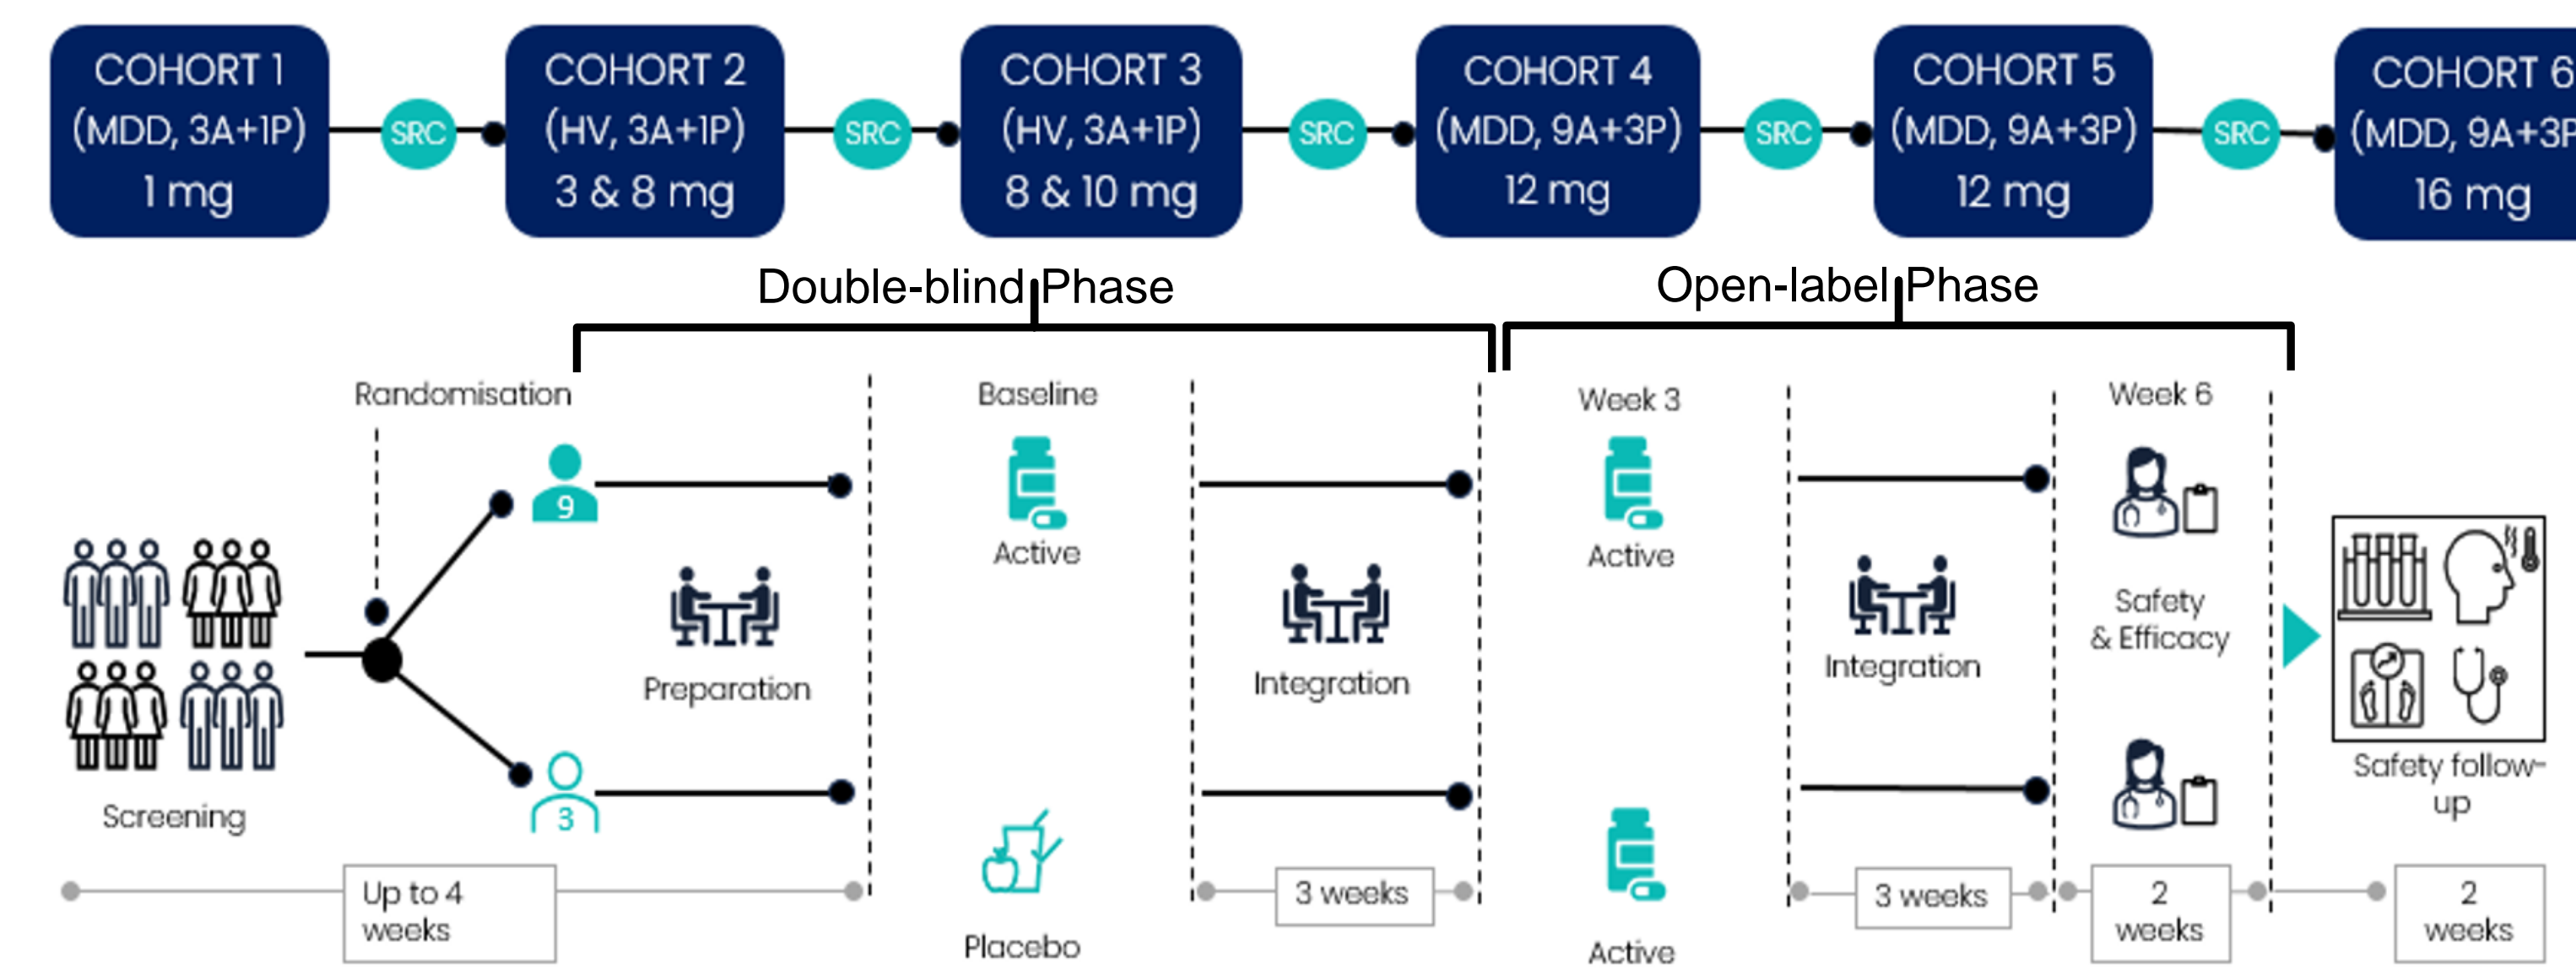 COHORT 1
(MDD, 3A+1P)
1 mg
SRC
COHORT 2
(HV, 3A+1P)
3 & 8 mg
SRC
COHORT 3
(HV, 3A+1P)
8 & 10 mg
SRC
COHORT 4
(MDD, 9A+3P)
12 mg
SRC
COHORT 5
(MDD, 9A+3P)
12 mg
SRC
COHORT 6
(MDD, 9A+3P
16 mg
Double-blind Phase
Open-label Phase
Randomisation
Baseline
Week 3
Week 6
9
Active
Active
Safety
& Efficacy
Preparation
Integration
Integration
Screening
3
Safety follow-
up
Placebo
Active
Up to 4
weeks
3 weeks
3 weeks
2
weeks
2
weeks